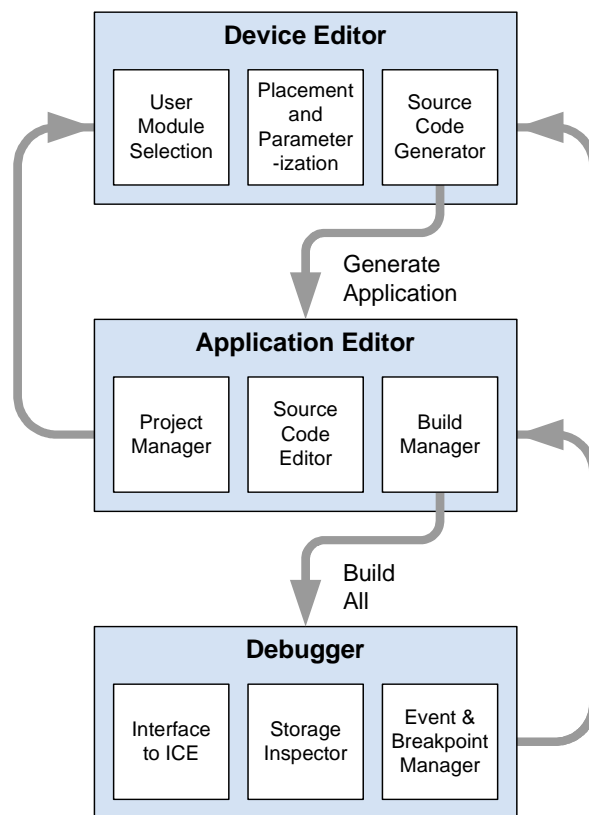 Device Editor
User
Module
Selection
Placement
and
Parameter
-ization
Source
Code
Generator
Generate
Application
Application Editor
Project
Manager
Source
Code
Editor
Build
Manager
Build
All
Debugger
Interface
to ICE
Storage
Inspector
Event &
Breakpoint
Manager